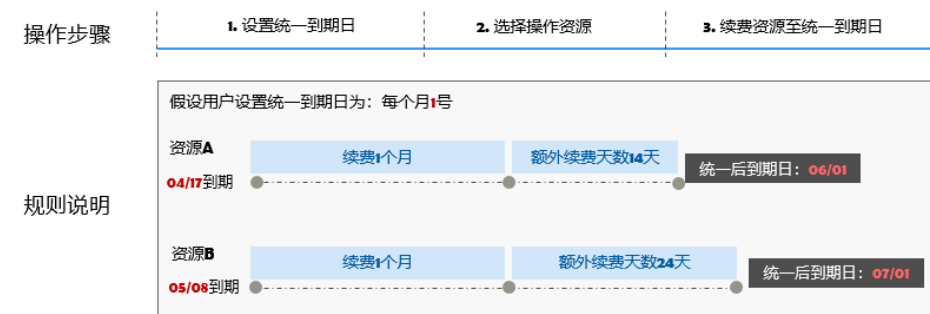 操作步骤
1. 设置统一到期日
2. 选择操作资源
3. 续费资源至统一到期日
规则说明
假设用户设置统一到期日为：每个月1号
资源A
续费1个月
额外续费天数14天
04/17到期
统一后到期日：06/01
资源B
续费1个月
额外续费天数24天
05/08到期
统一后到期日：07/01